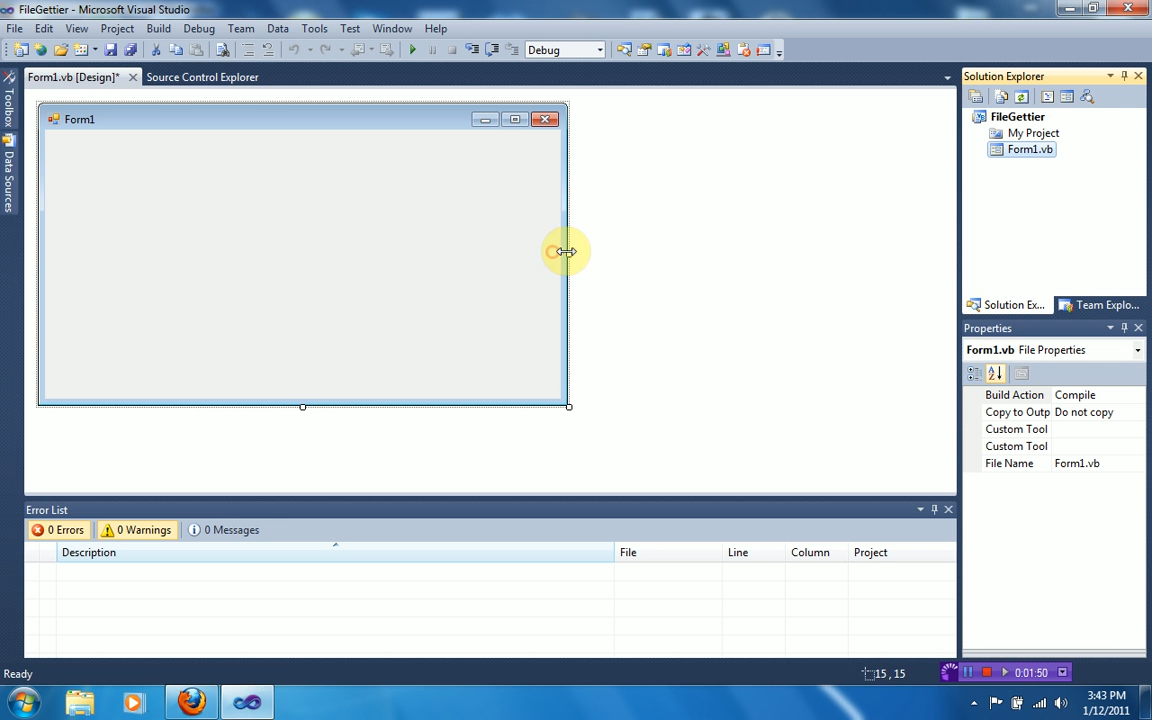 FileGettier - Microsoft Visual Studio
File Edit View Project Build Debug Team Data Tools Test Window Help
Debug
Form1.vb [Design]* Source Control Explorer
Toolbox
Data Sources
Form1
Solution Explorer
FileGettier
My Project
Form1.vb
Solution Ex... Team Explo...
Properties
Form1.vb File Properties
Build Action Compile
Copy to Outp Do not copy
Custom Tool
Custom Tool
File Name Form1.vb
Error List
0 Errors 0 Warnings 0 Messages
Description File Line Column Project
Ready 15 , 15
0:01:50
3:43 PM
1/12/2011